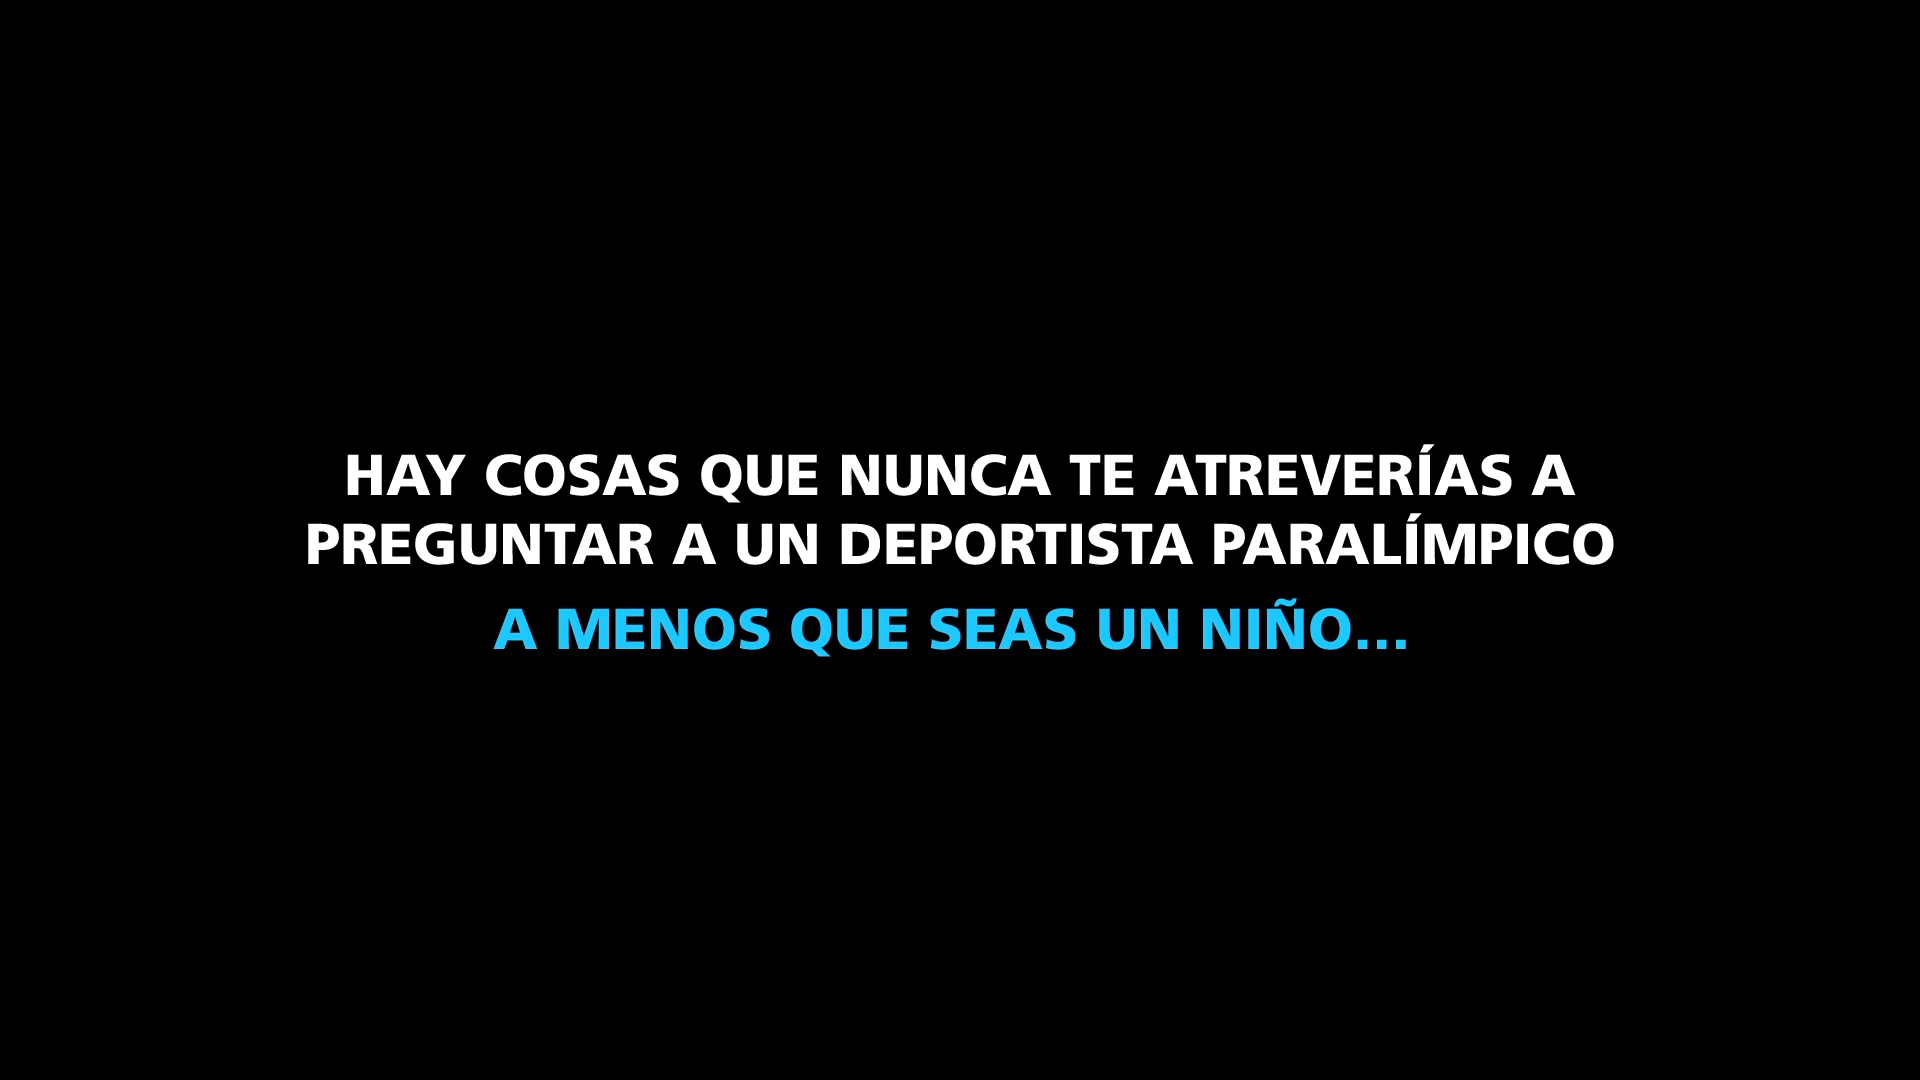 HAY COSAS QUE NUNCA TE ATREVERÍAS A
PREGUNTAR A UN DEPORTISTA PARALÍMPICO
A MENOS QUE SEAS UN NIÑO...